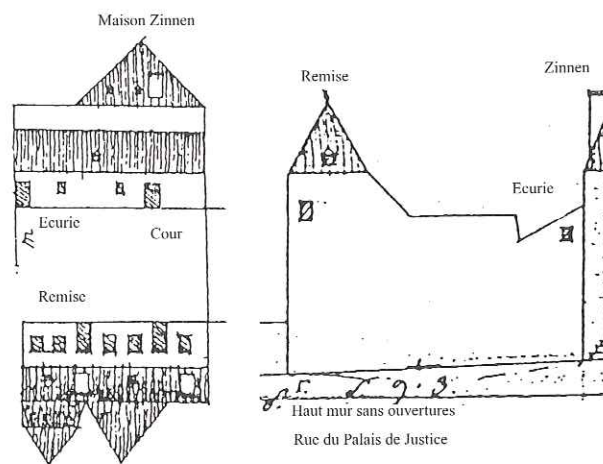 Maison Zinnen
Ecurie
Cour
Remise
Remise
Zinnen
Ecurie
Haut mur sans ouvertures
Rue du Palais de Justice